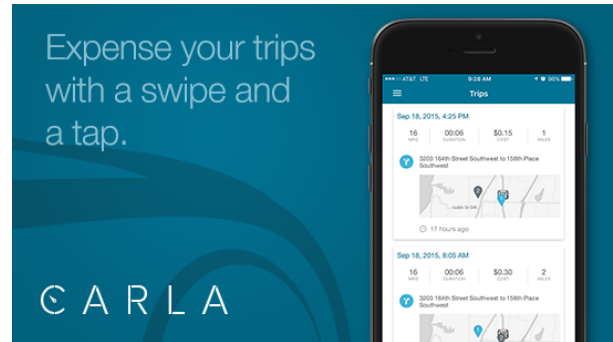 Expense your trips
with a swipe and
a tap.
CARLA
AT&T LTE 9:28 AM 96%
Trips
Sep 18, 2015, 4:25 PM
16 00:06 $0.15 1
MPG DURATION COST MILES
3203 164th Street Southwest to 158th Place
Southwest
17 hours ago
Sep 18, 2015, 8:05 AM
16 00:06 $0.30 2
MPG DURATION COST MILES
3203 164th Street Southwest to 158th Place
Southwest